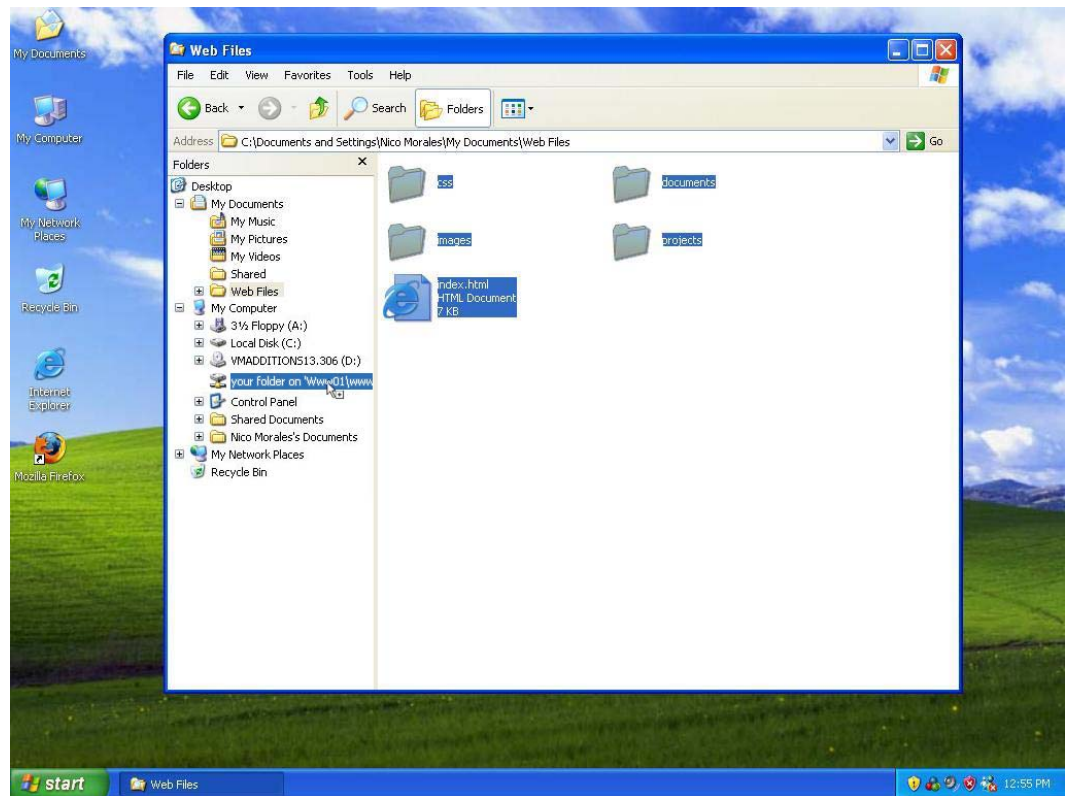 My Documents
My Computer
My Network
Places
Recycle Bin
Internet
Explorer
Mozilla Firefox
Web Files
File Edit View Favorites Tools Help
Back Search Folders
Address C:\Documents and Settings\Nico Morales\My Documents\Web Files Go
Folders x
Desktop
My Documents
My Music
My Pictures
My Videos
Shared
Web Files
My Computer
3½ Floppy (A:)
Local Disk (C:)
VMADDITIONS13.306 (D:)
your folder on 'Www01\www
Control Panel
Shared Documents
Nico Morales's Documents
My Network Places
Recycle Bin
css
documents
images
projects
index.html
HTML Document
7 KB
start Web Files 12:55 PM